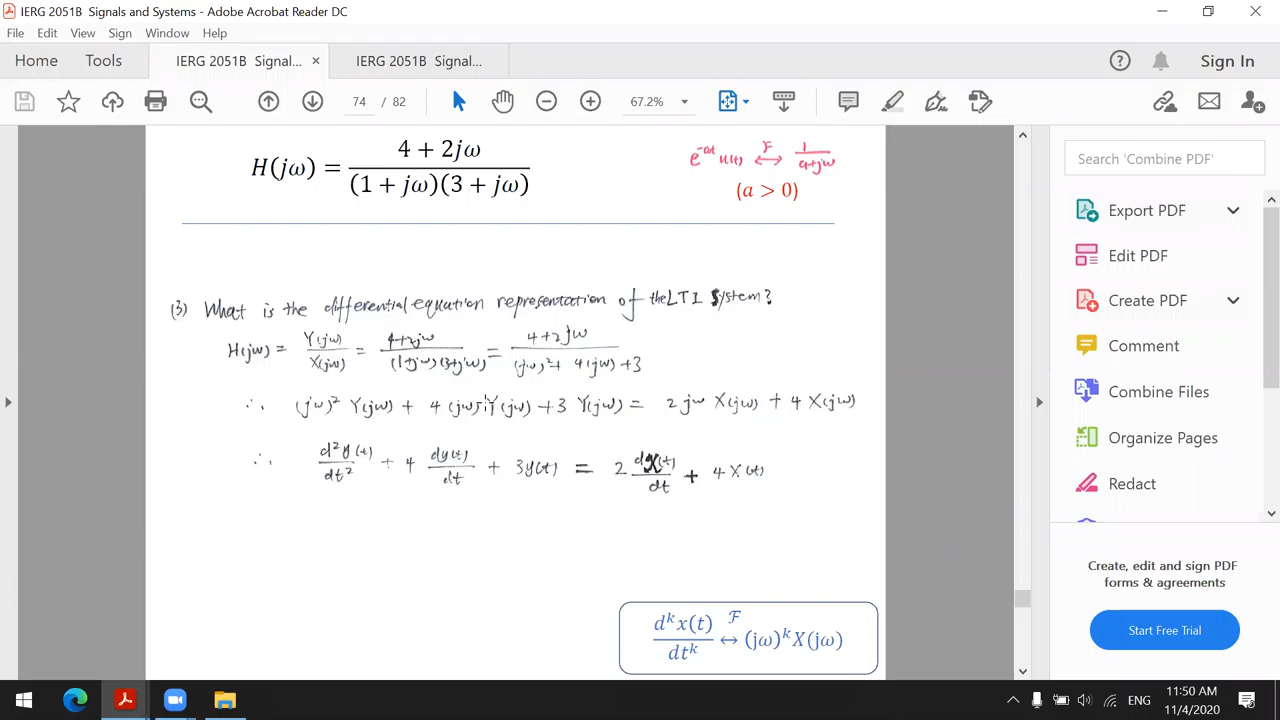 IERG 2051B Signals and Systems - Adobe Acrobat Reader DC
File Edit View Sign Window Help
Home Tools IERG 2051B Signal... × IERG 2051B Signal... Sign In
74 / 82 67.2%
H(jω) = (4 + 2jω) / ((1 + jω)(3 + jω))
e^{-at} u(t) ↔ℱ 1/(a+jω)
(a > 0)
(3) What is the differential equation representation of the LTI System?
H(jω) = Y(jω)/X(jω) = (4+2jω)/((1+jω)(3+jω)) = (4+2jω)/((jω)^2 + 4(jω)+3)
∴ (jω)^2 Y(jω) + 4(jω) Y(jω) + 3 Y(jω) = 2jω X(jω) + 4 X(jω)
∴ d^2y(t)/dt^2 + 4 dy(t)/dt + 3y(t) = 2 dx(t)/dt + 4x(t)
d^k x(t)/dt^k ↔ℱ (jω)^k X(jω)
Search 'Combine PDF'
Export PDF
Edit PDF
Create PDF
Comment
Combine Files
Organize Pages
Redact
Create, edit and sign PDF
forms & agreements
Start Free Trial
ENG
11:50 AM
11/4/2020